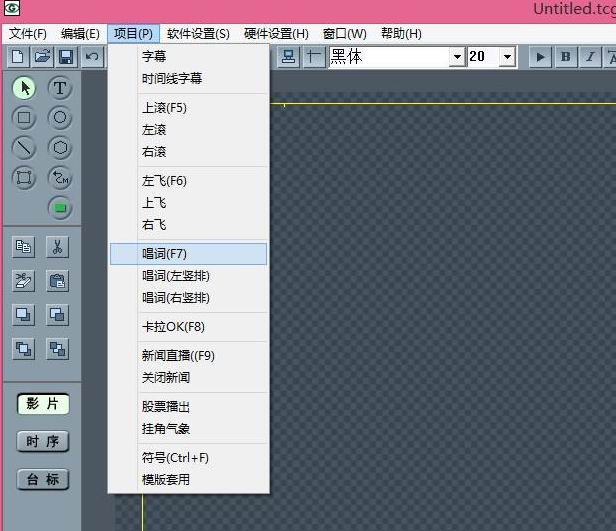 Untitled.tcg
文件(F) 编辑(E) 项目(P) 软件设置(S) 硬件设置(H) 窗口(W) 帮助(H)
黑体 20 B I
字幕
时间线字幕
上滚(F5)
左滚
右滚
左飞(F6)
上飞
右飞
唱词(F7)
唱词(左竖排)
唱词(右竖排)
卡拉OK(F8)
新闻直播((F9)
关闭新闻
股票播出
挂角气象
符号(Ctrl+F)
模版套用
T
影片
时序
台标